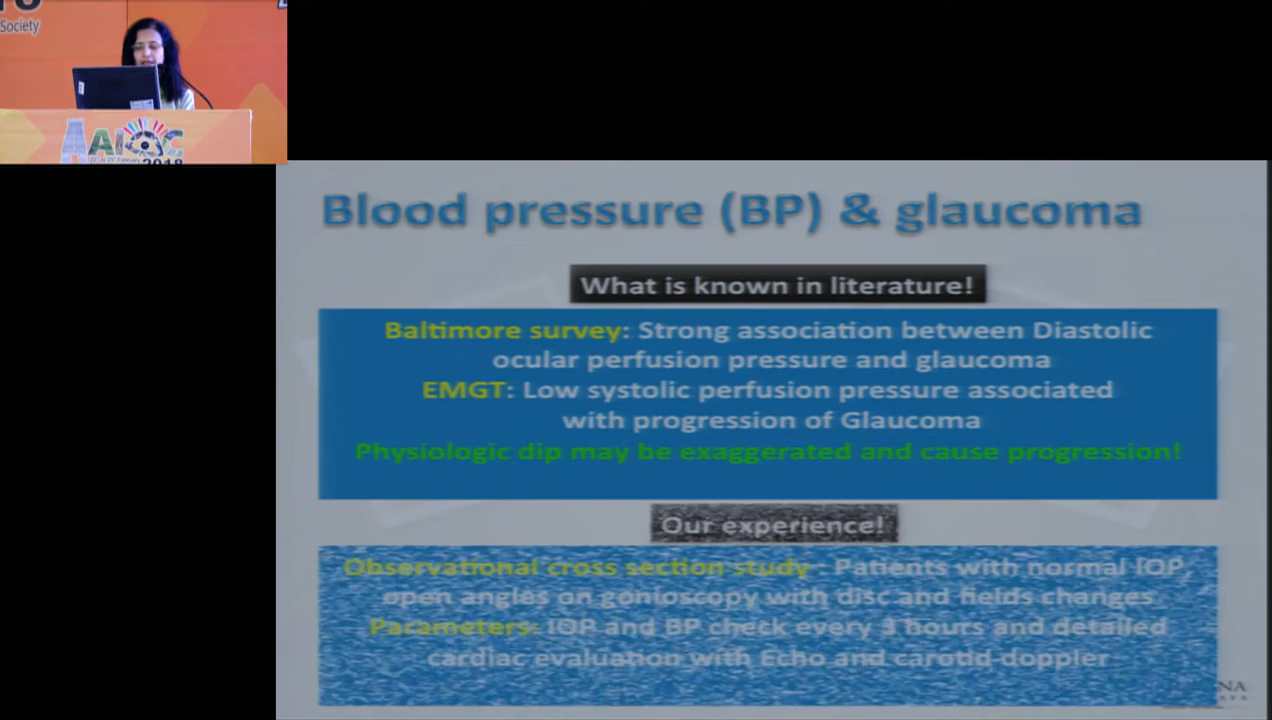 Society
AIOC
2018
Blood pressure (BP) & glaucoma
What is known in literature!
Baltimore survey: Strong association between Diastolic
ocular perfusion pressure and glaucoma
EMGT: Low systolic perfusion pressure associated
with progression of Glaucoma
Physiologic dip may be exaggerated and cause progression!
Our experience!
Observational cross section study : Patients with normal IOP,
open angles on gonioscopy with disc and fields changes
Parameters: IOP and BP check every 3 hours and detailed
cardiac evaluation with Echo and carotid doppler